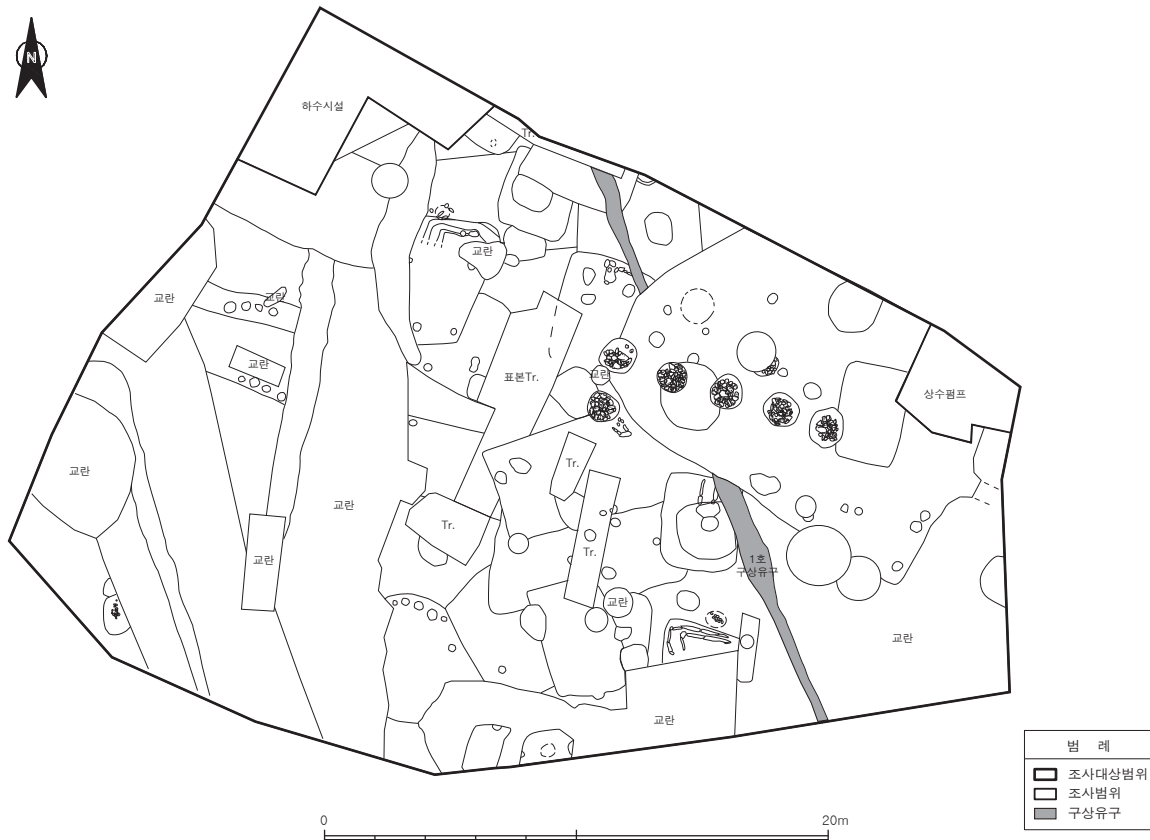 N
하수시설
Tr.
교란
교란
교란
교란
표본Tr.
교란
상수펌프
교란
교란
Tr.
Tr.
Tr.
교란
1호
구상유구
교란
교란
교란
범 례
조사대상범위
조사범위
구상유구
0
20m